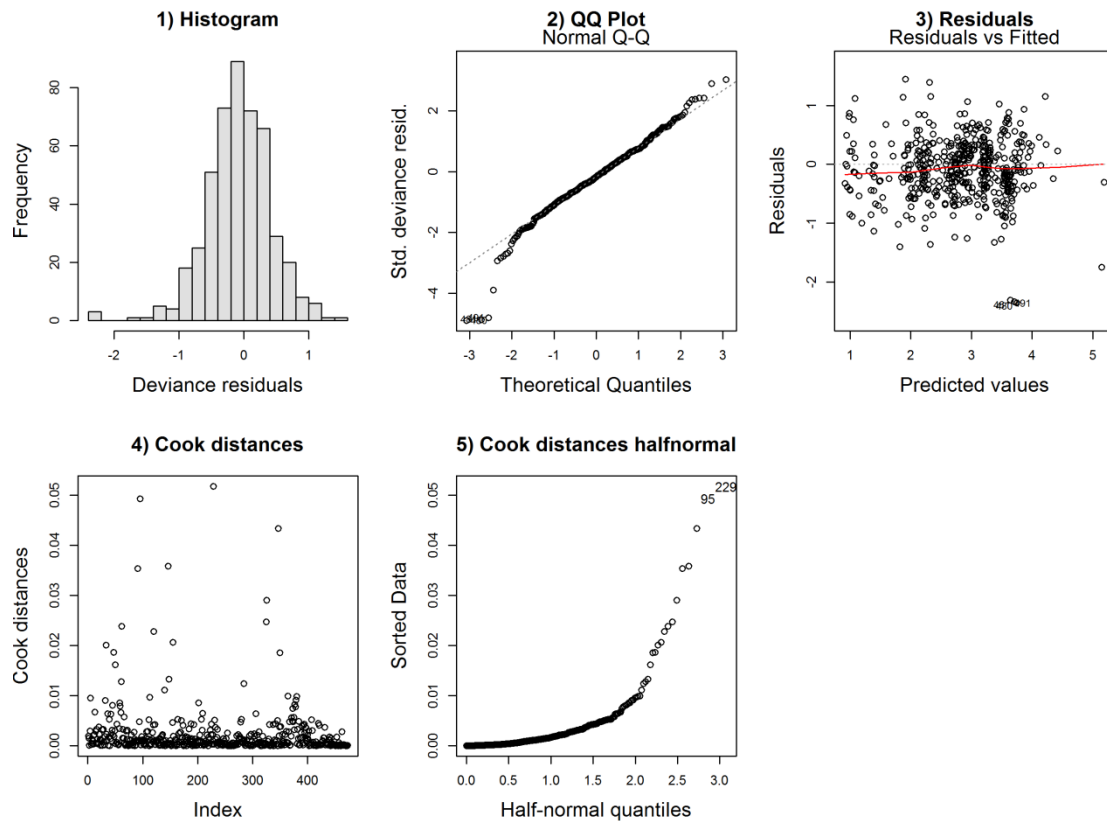 1) Histogram
Frequency
0 20 40 60 80
-2 -1 0 1
Deviance residuals
2) QQ Plot
Normal Q-Q
Std. deviance resid.
-4 -2 0 2
-3 -2 -1 0 1 2 3
Theoretical Quantiles
3) Residuals
Residuals vs Fitted
Residuals
-2 -1 0 1
491
1 2 3 4 5
Predicted values
4) Cook distances
Cook distances
0.00 0.01 0.02 0.03 0.04 0.05
0 100 200 300 400
Index
5) Cook distances halfnormal
Sorted Data
0.00 0.01 0.02 0.03 0.04 0.05
229
95
0.0 0.5 1.0 1.5 2.0 2.5 3.0
Half-normal quantiles